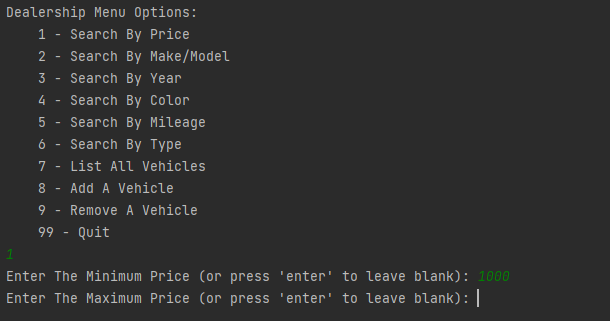 Dealership Menu Options:
1 - Search By Price
2 - Search By Make/Model
3 - Search By Year
4 - Search By Color
5 - Search By Mileage
6 - Search By Type
7 - List All Vehicles
8 - Add A Vehicle
9 - Remove A Vehicle
99 - Quit
1
Enter The Minimum Price (or press 'enter' to leave blank): 1000
Enter The Maximum Price (or press 'enter' to leave blank):